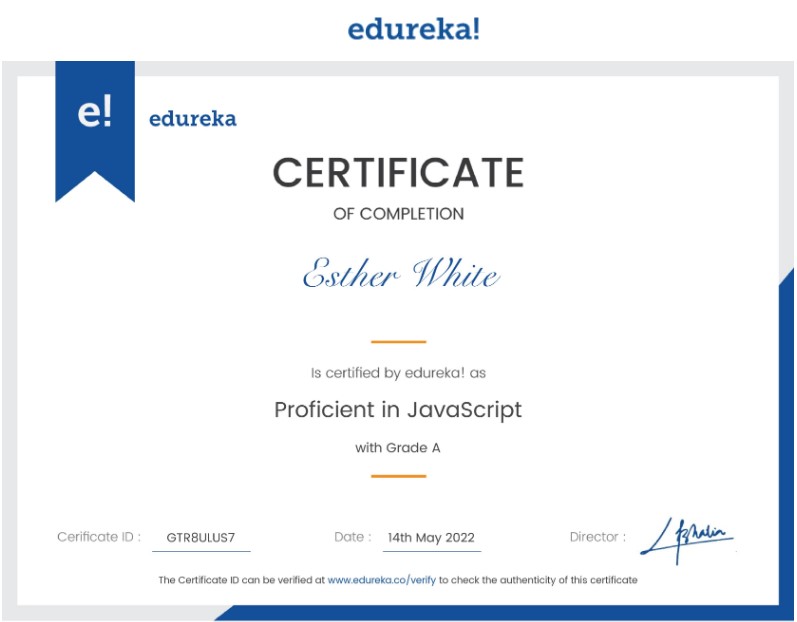 edureka!
e! edureka
CERTIFICATE
OF COMPLETION
Esther White
Is certified by edureka! as
Proficient in JavaScript
with Grade A
Cerificate ID : GTR8ULUS7 Date : 14th May 2022 Director :
The Certificate ID can be verified at www.edureka.co/verify to check the authenticity of this certificate